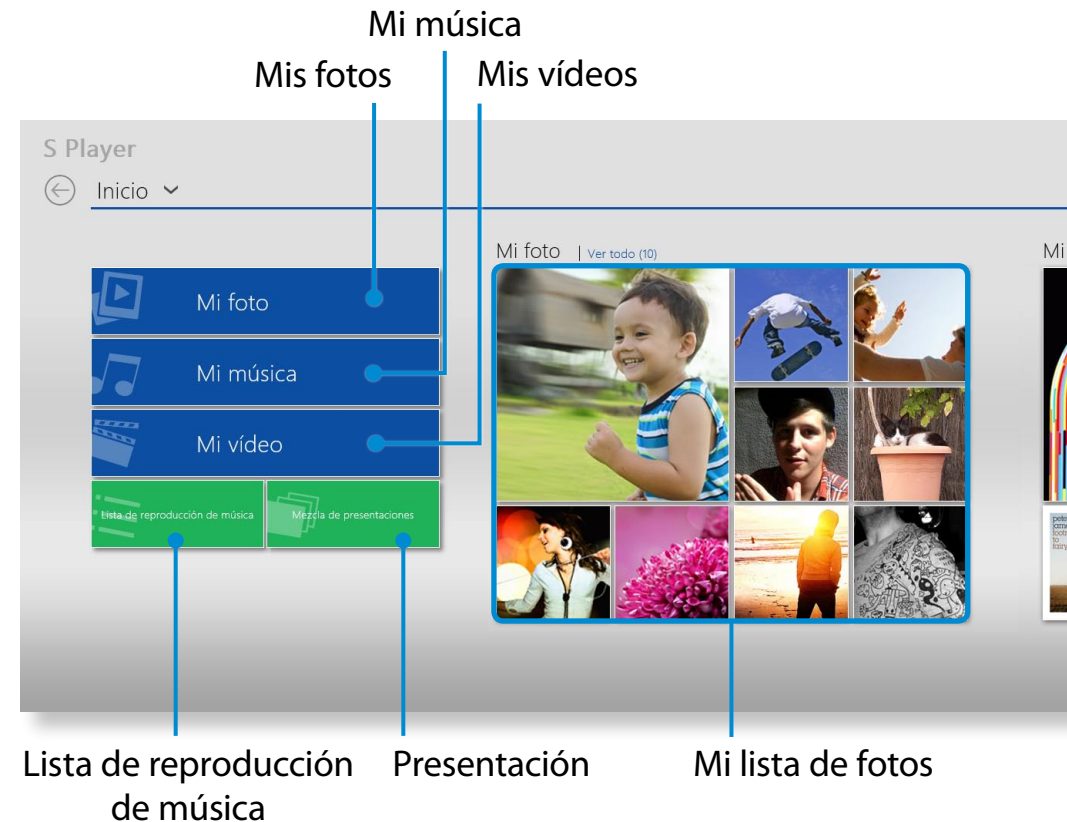 Mi música
Mis fotos
Mis vídeos
S Player
Inicio
Mi foto | Ver todo (10)
Mi
Mi foto
Mi música
Mi vídeo
Lista de reproducción de música
Mezcla de presentaciones
Lista de reproducción
de música
Presentación
Mi lista de fotos